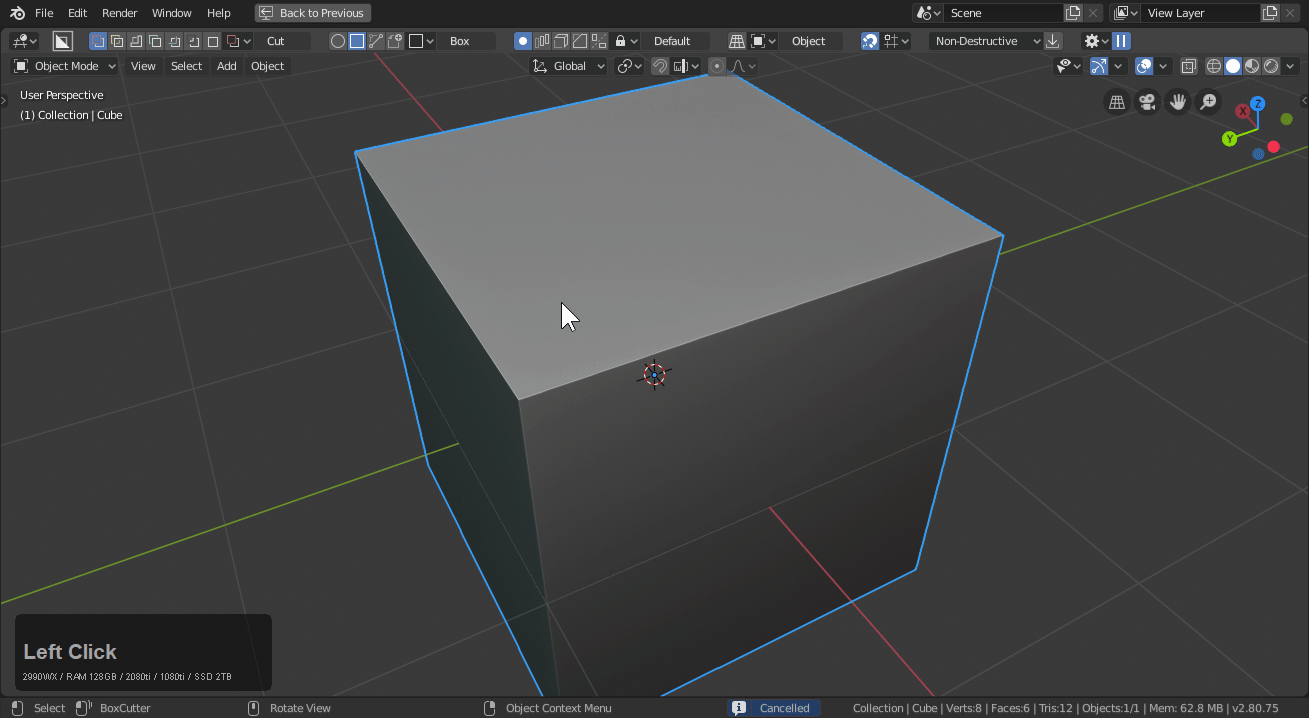 File Edit Render Window Help Back to Previous Scene View Layer
Cut Box Default Object Non-Destructive
Object Mode View Select Add Object Global
User Perspective
(1) Collection | Cube
Z
X
Y
Left Click
2990WX / RAM 128GB / 2080ti / 1080ti / SSD 2TB
Select BoxCutter Rotate View Object Context Menu Cancelled Collection | Cube | Verts:8 | Faces:6 | Tris:12 | Objects:1/1 | Mem: 62.8 MB | v2.80.75